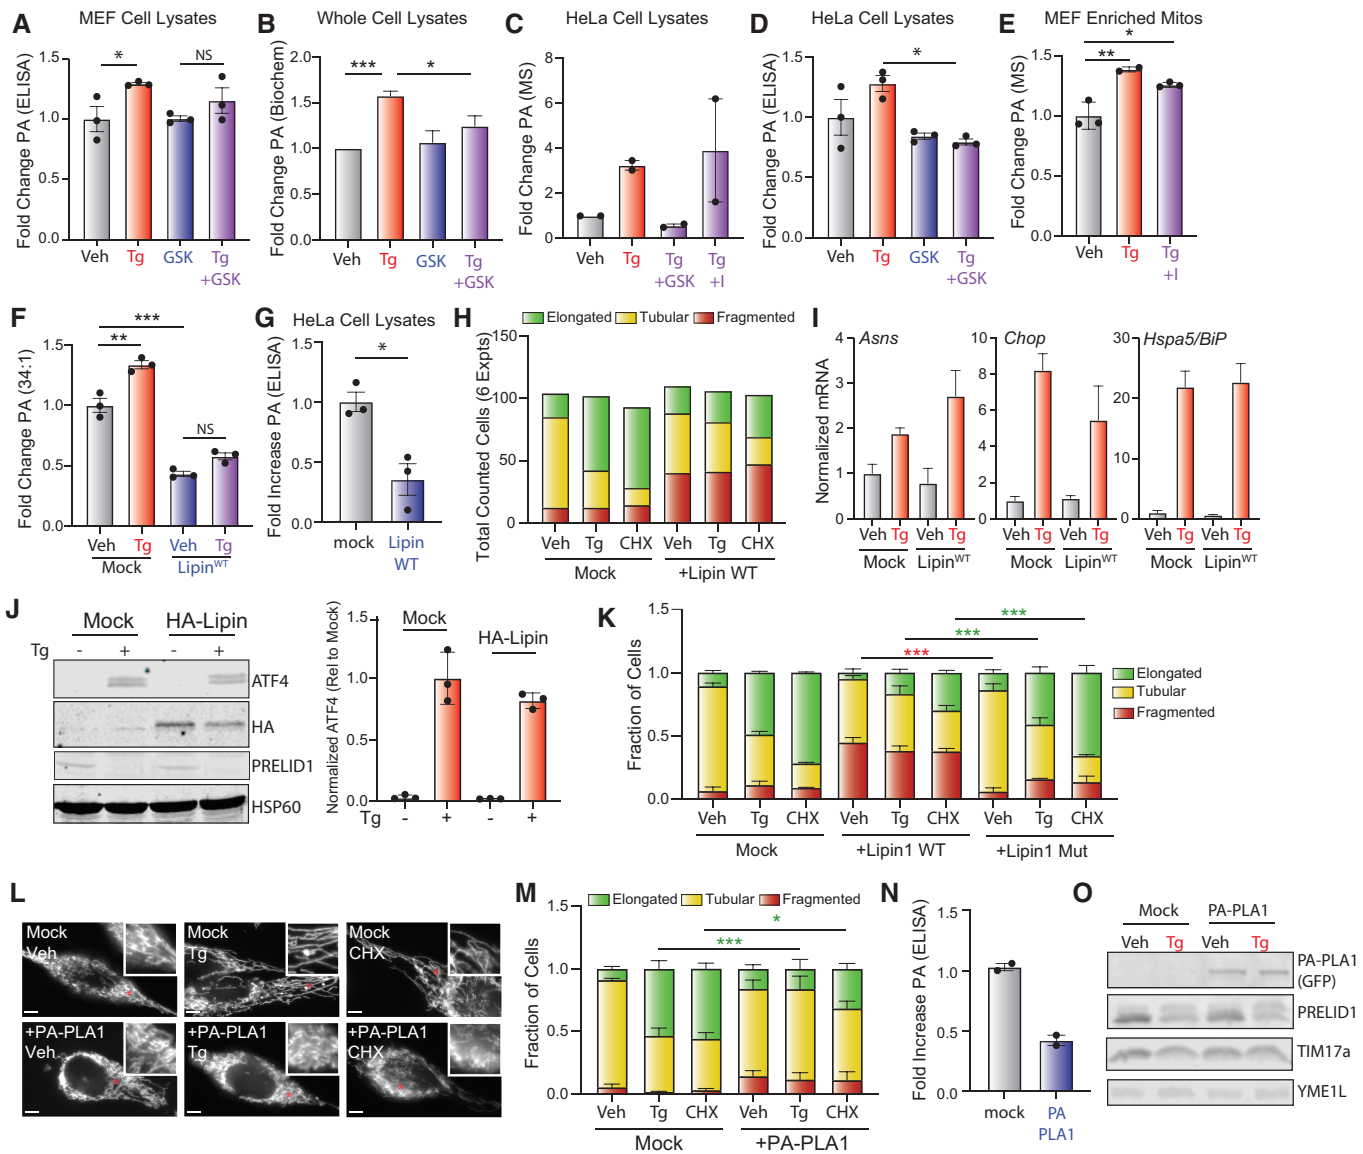 A
MEF Cell Lysates
Fold Change PA (ELISA)
1.5
1.0
0.5
0.0
*
NS
Veh
Tg
GSK
Tg
+GSK
B
Whole Cell Lysates
Fold Change PA (Biochem)
2.0
1.5
1.0
0.5
0.0
***
*
Veh
Tg
GSK
Tg
+GSK
C
HeLa Cell Lysates
Fold Change PA (MS)
8
6
4
2
0
Veh
Tg
Tg
+GSK
Tg
+I
D
HeLa Cell Lysates
Fold Change PA (ELISA)
1.5
1.0
0.5
0.0
*
Veh
Tg
GSK
Tg
+GSK
E
MEF Enriched Mitos
Fold Change PA (MS)
1.5
1.0
0.5
0.0
*
**
Veh
Tg
Tg
+I
F
Fold Change PA (34:1)
1.5
1.0
0.5
0.0
***
**
NS
Veh Tg Veh Tg
Mock LipinWT
G
HeLa Cell Lysates
Fold Increase PA (ELISA)
1.5
1.0
0.5
0.0
*
mock
Lipin
WT
H
Elongated Tubular Fragmented
Total Counted Cells (6 Expts)
150
100
50
0
Veh Tg CHX Veh Tg CHX
Mock +Lipin WT
I
Normalized mRNA
Asns
4
3
2
1
0
Veh Tg Veh Tg
Mock LipinWT
Chop
10
8
6
4
2
0
Veh Tg Veh Tg
Mock LipinWT
Hspa5/BiP
30
20
10
0
Veh Tg Veh Tg
Mock LipinWT
J
Mock HA-Lipin
Tg - + - +
ATF4
HA
PRELID1
HSP60
Normalized ATF4 (Rel to Mock)
1.5
1.0
0.5
0.0
Mock
HA-Lipin
Tg - + - +
K
Fraction of Cells
1.5
1.0
0.5
0.0
***
***
***
Elongated
Tubular
Fragmented
Veh Tg CHX Veh Tg CHX Veh Tg CHX
Mock +Lipin1 WT +Lipin1 Mut
L
Mock
Veh
Mock
Tg
Mock
CHX
+PA-PLA1
Veh
+PA-PLA1
Tg
+PA-PLA1
CHX
M
Elongated Tubular Fragmented
Fraction of Cells
1.5
1.0
0.5
0.0
*
***
Veh Tg CHX Veh Tg CHX
Mock +PA-PLA1
N
Fold Increase PA (ELISA)
1.5
1.0
0.5
0.0
mock
PA
PLA1
O
Mock PA-PLA1
Veh Tg Veh Tg
PA-PLA1
(GFP)
PRELID1
TIM17a
YME1L